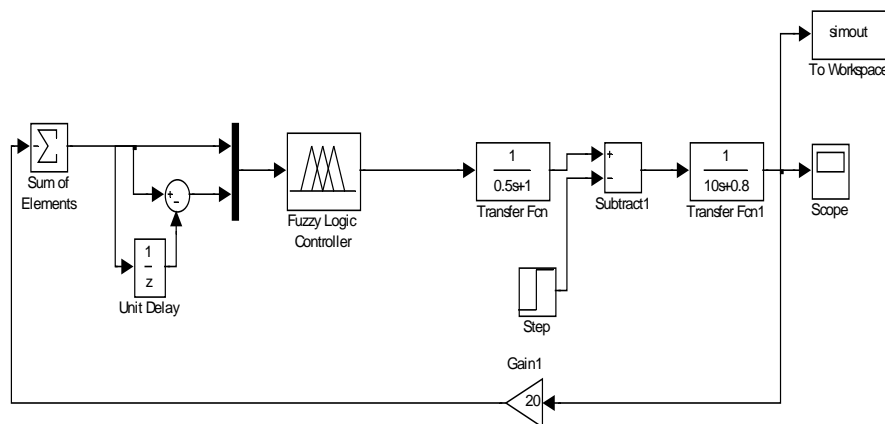 simout
To Workspace
Sum of
Elements
+
-
1
z
Unit Delay
Fuzzy Logic
Controller
1
0.5s+1
Transfer Fcn
Step
+
-
Subtract1
1
10s+0.8
Transfer Fcn1
Scope
Gain1
20